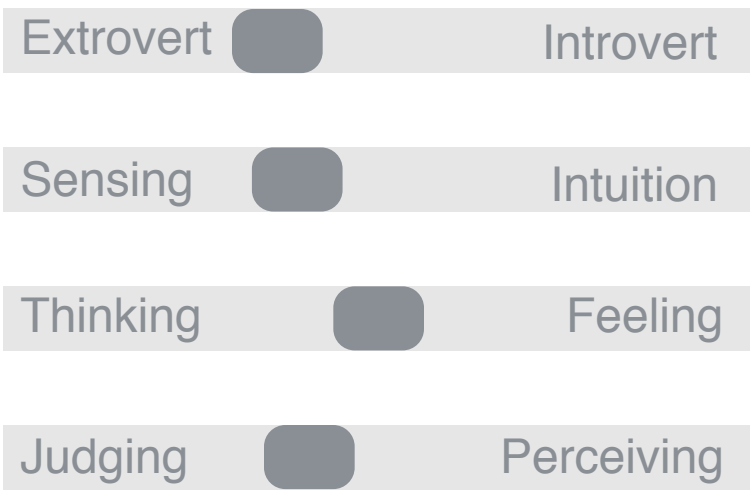 Extrovert Introvert
Sensing Intuition
Thinking Feeling
Judging Perceiving